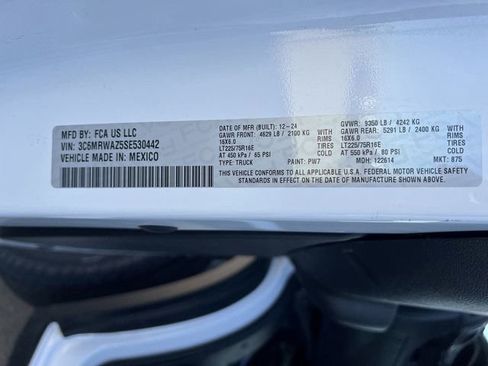 MFD BY: FCA US LLC
VIN: 3C6MRWAZ5SE530442
VEHICLE MADE IN: MEXICO
DATE OF MFR (BUILT): 12-24 GVWR: 9350 LB / 4242 KG
GAWR FRONT: 4629 LB / 2100 KG WITH GAWR REAR: 5291 LB / 2400 KG WITH
16X6.0 RIMS 16X6.0 RIMS
LT225/75R16E TIRES LT225/75R16E TIRES
AT 450 kPa / 65 PSI AT 550 kPa / 80 PSI
TYPE: TRUCK PAINT: PW7 MDH: 122614 MKT: 875
THIS VEHICLE CONFORMS TO ALL APPLICABLE U.S.A. FEDERAL MOTOR VEHICLE SAFETY
STANDARDS IN EFFECT ON THE DATE OF MANUFACTURE SHOWN ABOVE.